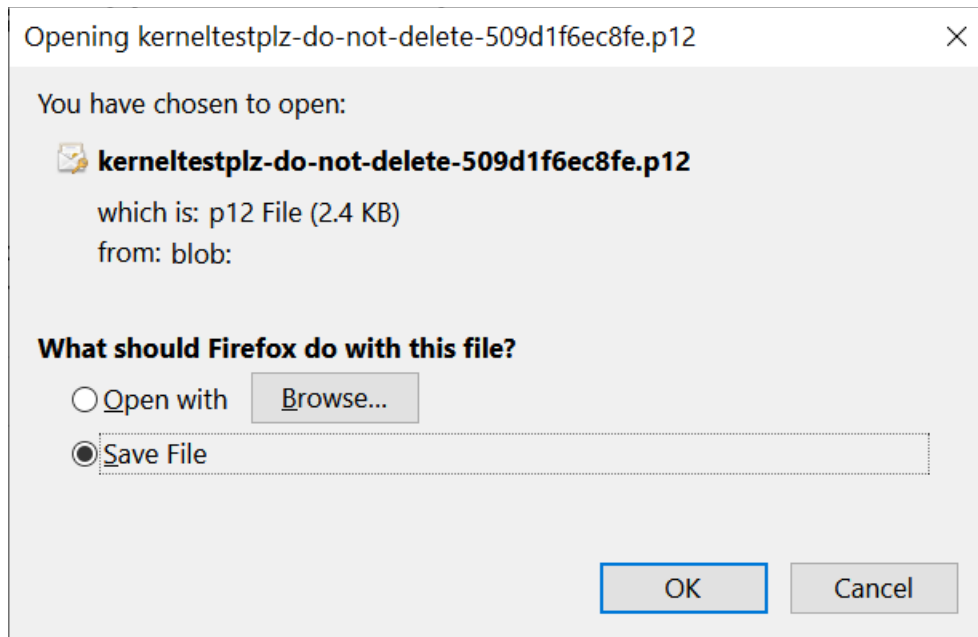 Opening kerneltestplz-do-not-delete-509d1f6ec8fe.p12
You have chosen to open:
kerneltestplz-do-not-delete-509d1f6ec8fe.p12
which is: p12 File (2.4 KB)
from: blob:
What should Firefox do with this file?
Open with Browse...
Save File
OK Cancel